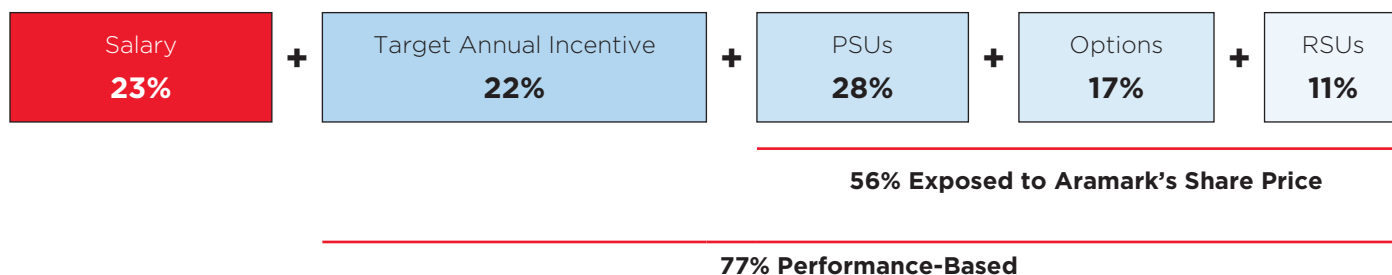 Salary
23%
+
Target Annual Incentive
22%
+
PSUs
28%
+
Options
17%
+
RSUs
11%
56% Exposed to Aramark’s Share Price
77% Performance-Based